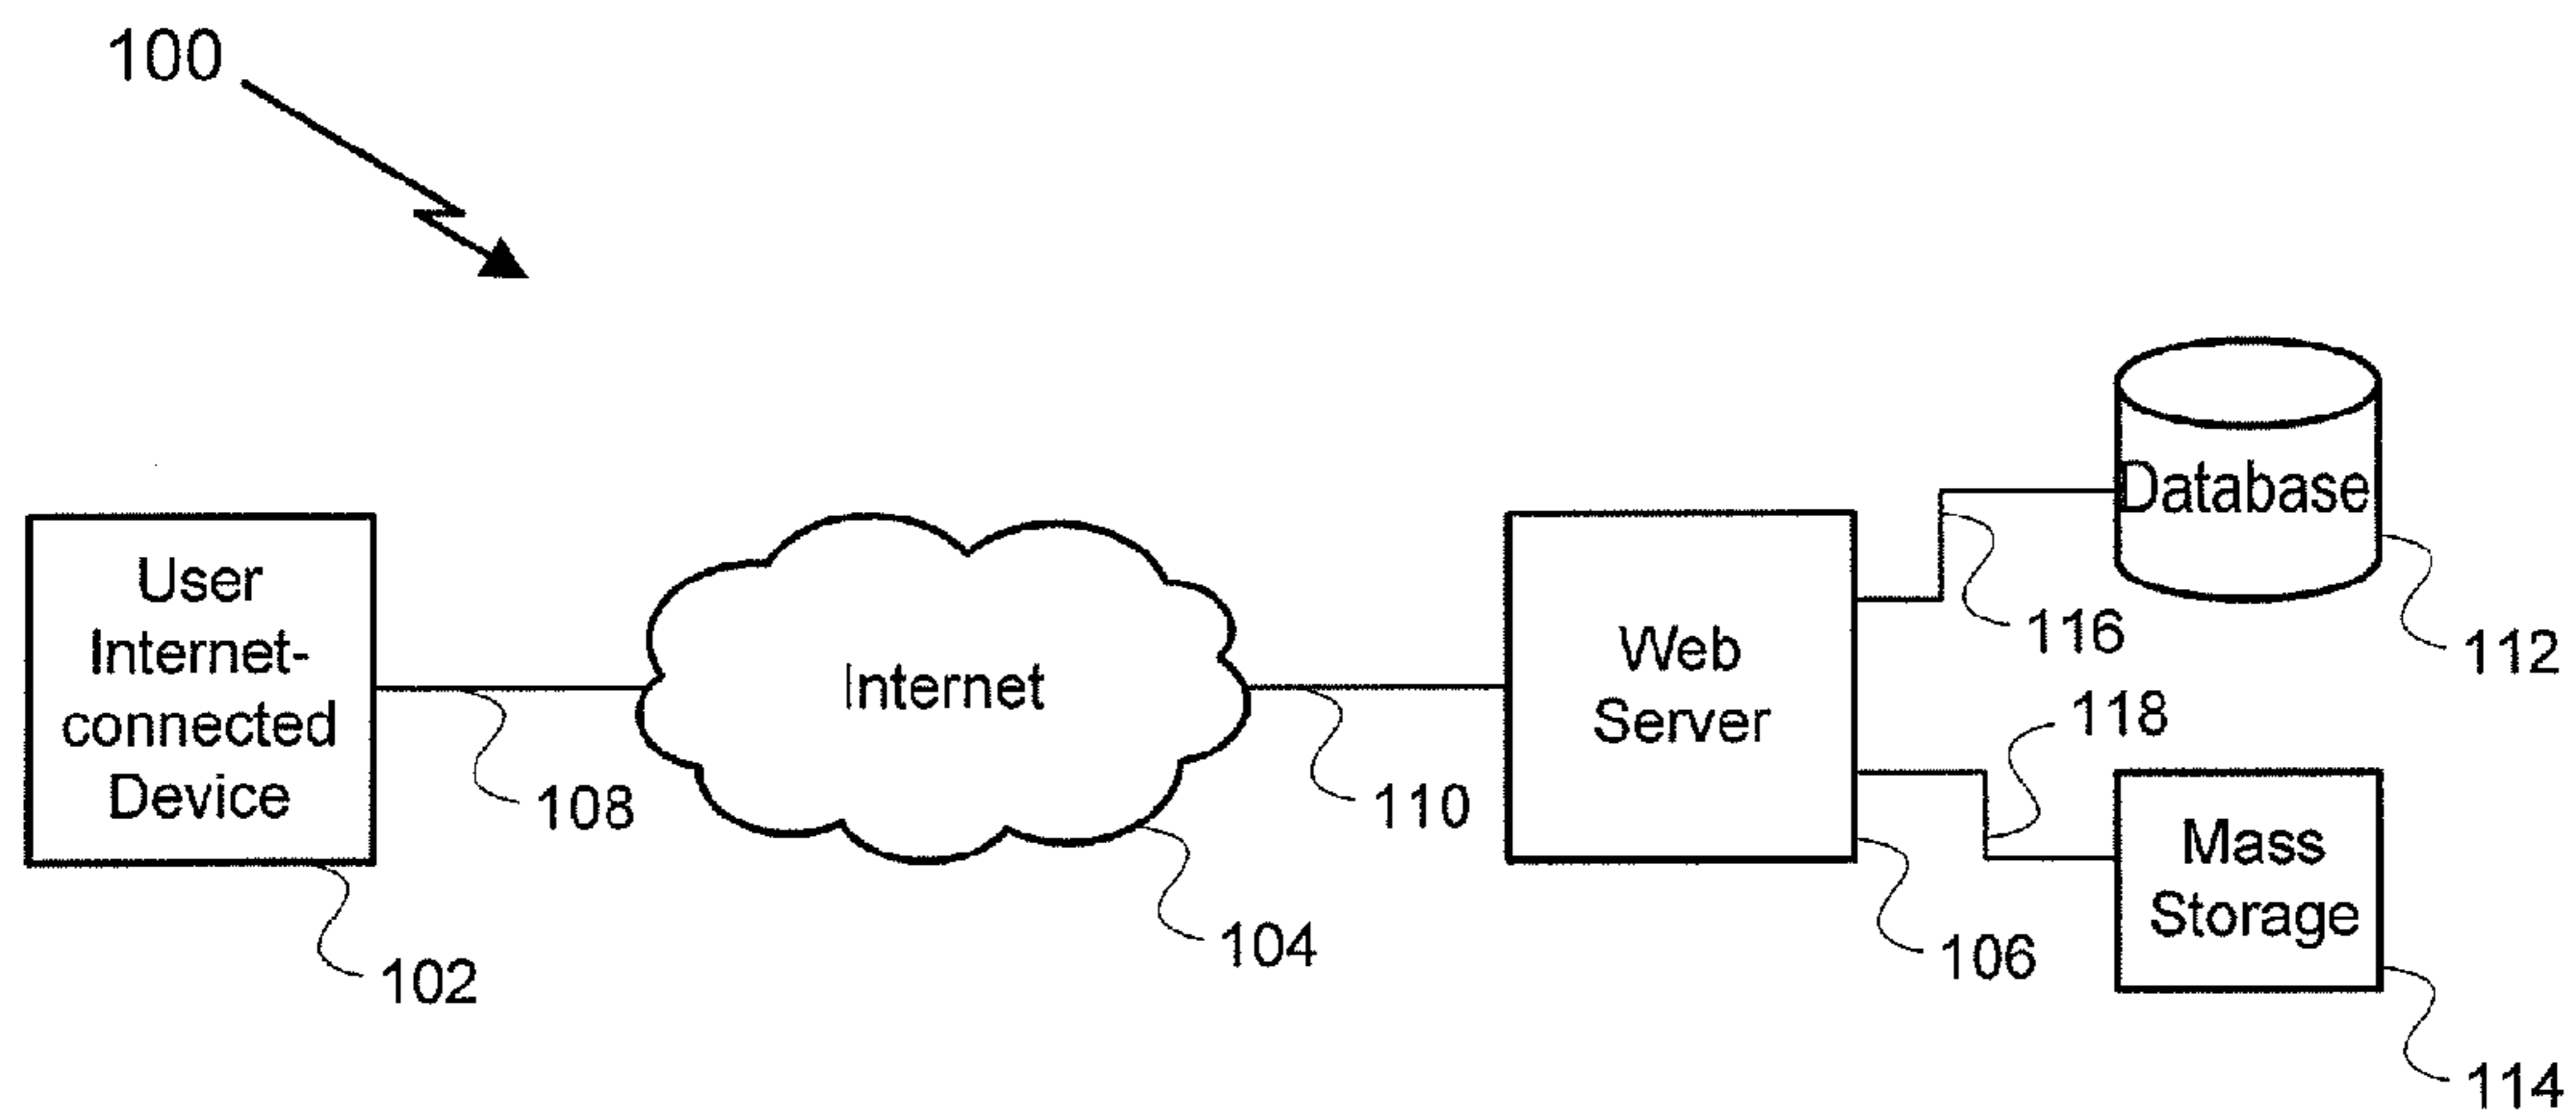 100
User
Internet-
connected
Device
102
108
Internet
104
110
Web
Server
106
116
118
Database
112
Mass
Storage
114